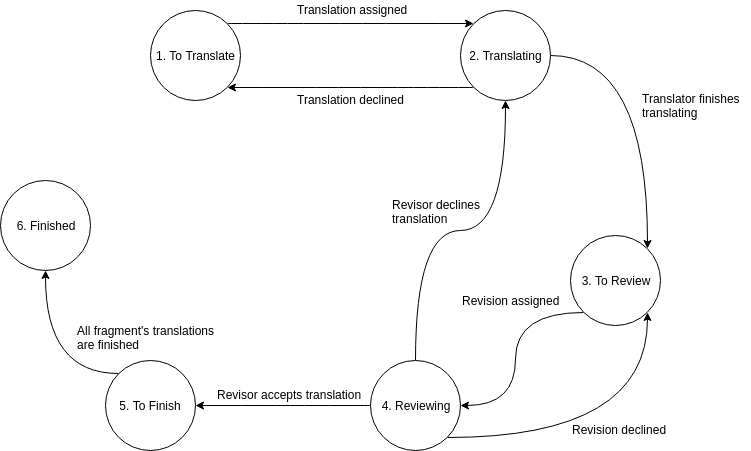 Translation assigned
1. To Translate
2. Translating
Translation declined
Translator finishes
translating
Revisor declines
translation
6. Finished
3. To Review
Revision assigned
All fragment's translations
are finished
Revisor accepts translation
5. To Finish
4. Reviewing
Revision declined